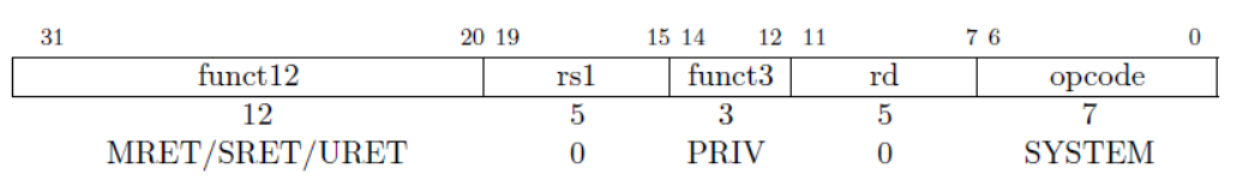 31 20 19 15 14 12 11 7 6 0
funct12 rs1 funct3 rd opcode
12 5 3 5 7
MRET/SRET/URET 0 PRIV 0 SYSTEM